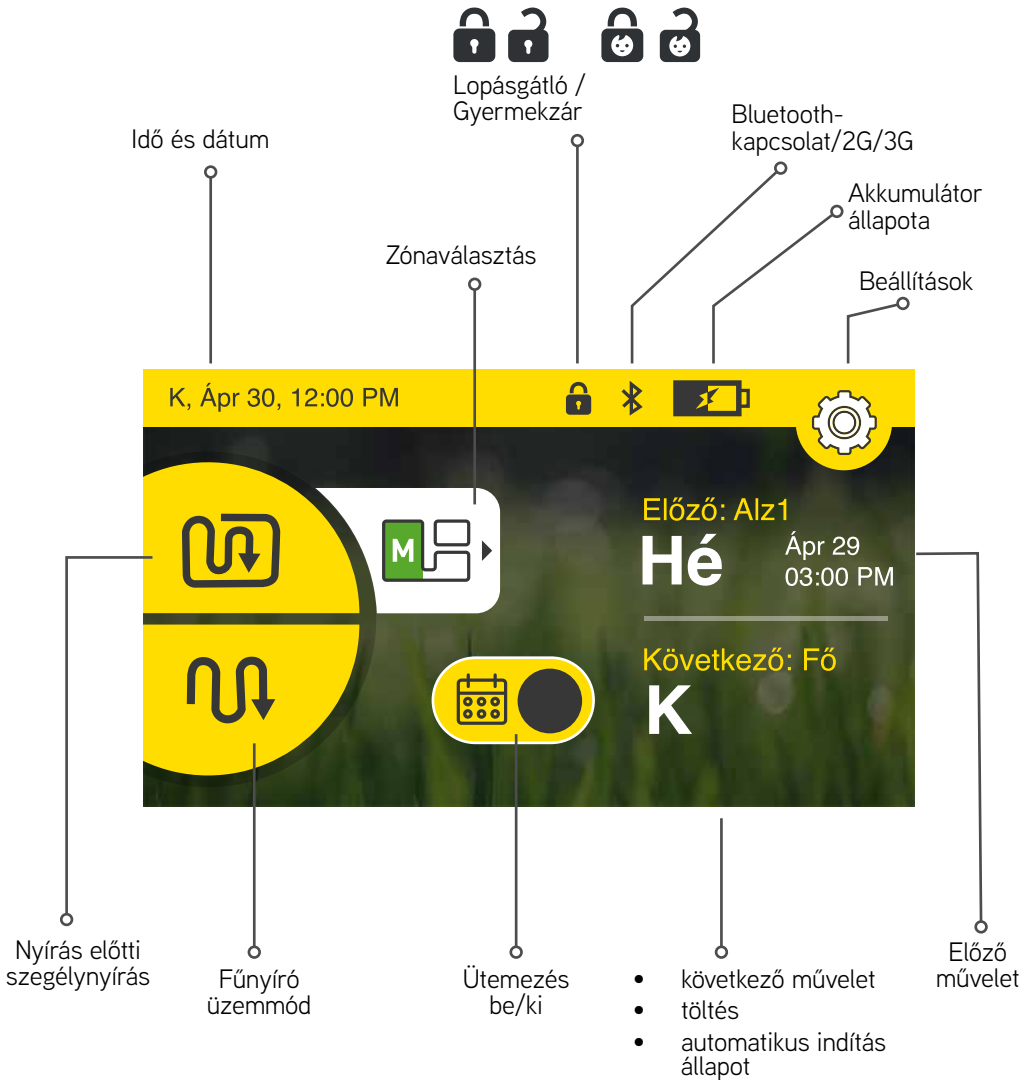 Lopásgátló /
Gyermekzár
Bluetooth-
kapcsolat/2G/3G
Idő és dátum
Akkumulátor
állapota
Zónaválasztás
Beállítások
K, Ápr 30, 12:00 PM
M
Előző: Alz1
Hé
Ápr 29
03:00 PM
Következő: Fő
K
Nyírás előtti
szegélynyírás
Fűnyíró
üzemmód
Ütemezés
be/ki
• következő művelet
• töltés
• automatikus indítás
állapot
Előző
művelet